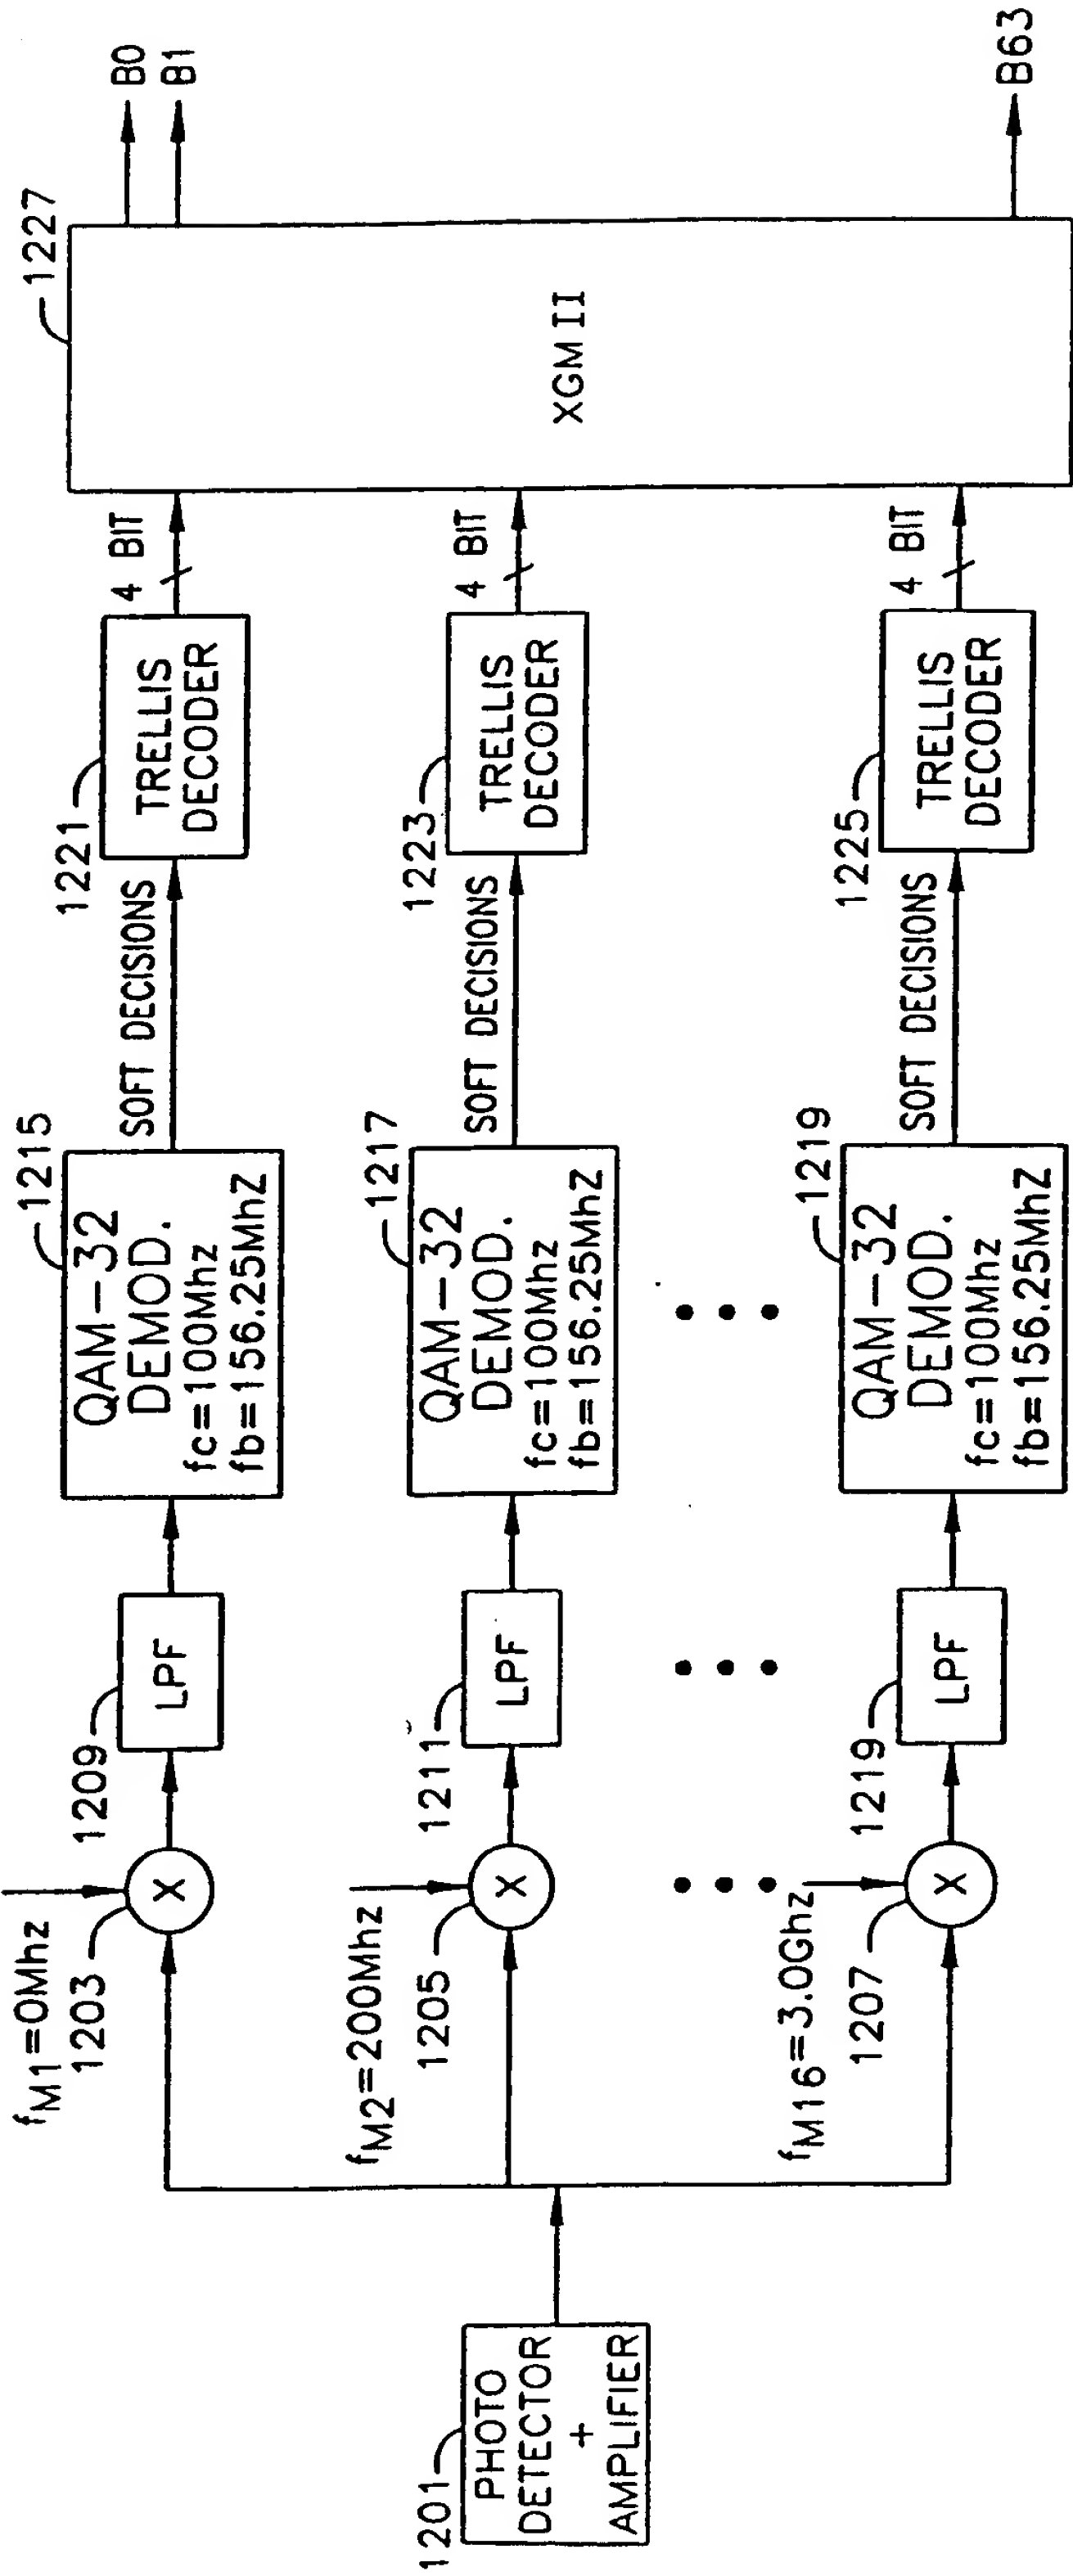 1201
PHOTO
DETECTOR
+
AMPLIFIER
fM1=0Mhz
1203
X
1209
LPF
1215
QAM-32
DEMOD.
fc=100Mhz
fb=156.25MhZ
SOFT DECISIONS
1221
TRELLIS
DECODER
4 BIT
fM2=200Mhz
1205
X
1211
LPF
1217
QAM-32
DEMOD.
fc=100Mhz
fb=156.25MhZ
SOFT DECISIONS
1223
TRELLIS
DECODER
4 BIT
fM16=3.0Ghz
1207
X
1219
LPF
1219
QAM-32
DEMOD.
fc=100Mhz
fb=156.25MhZ
SOFT DECISIONS
1225
TRELLIS
DECODER
4 BIT
1227
XGM II
B0
B1
B63